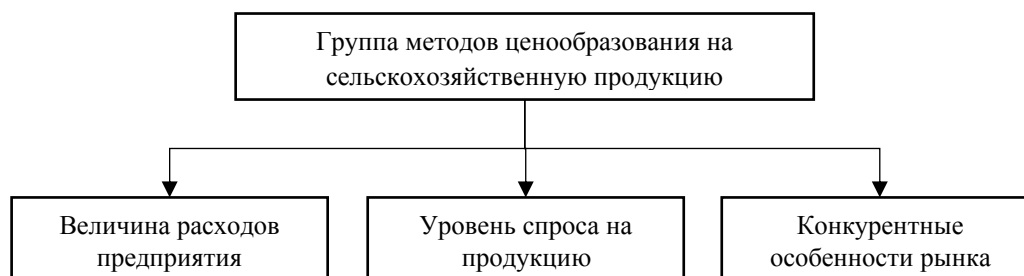 Группа методов ценообразования на
сельскохозяйственную продукцию
Величина расходов
предприятия
Уровень спроса на
продукцию
Конкурентные
особенности рынка